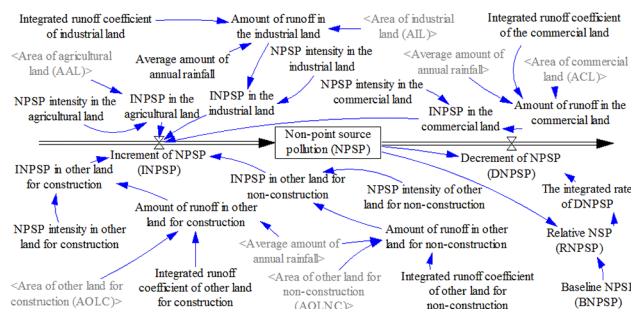 Integrated runoff coefficient
of industrial land
Amount of runoff in
the industrial land
<Area of industrial
land (AIL)>
Integrated runoff coefficient
of the commercial land
<Area of agricultural
land (AAL)>
Average amount of
annual rainfall
NPSP intensity in the
industrial land
<Average amount of
annual rainfall>
<Area of commercial
land (ACL)>
NPSP intensity in the
agricultural land
INPSP in the
agricultural land
INPSP in the
industrial land
NPSP intensity in the
commercial land
INPSP in the
commercial land
Amount of runoff in the
commercial land
Non-point source
pollution (NPSP)
Increment of NPSP
(INPSP)
Decrement of NPSP
(DNPSP)
INPSP in other land
for construction
INPSP in other land for
non-construction
NPSP intensity of other
land for non-construction
The integrated rate
of DNPSP
NPSP intensity in other
land for construction
Amount of runoff in other
land for construction
<Average amount of
annual rainfall>
Amount of runoff in other
land for non-construction
Relative NSP
(RNPSP)
<Area of other land for
construction (AOLC)>
Integrated runoff
coefficient of other land
for construction
<Area of other land for
non-construction (AOLNC)>
Integrated runoff coefficient
of other land for
non-construction
Baseline NPSP
(BNPSP)